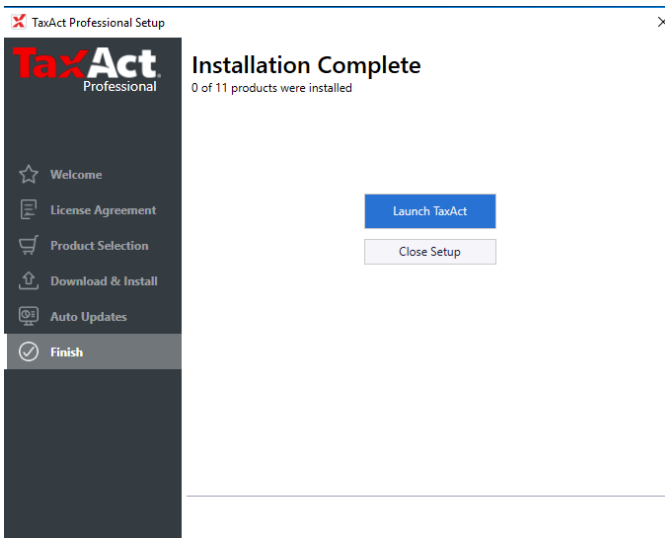 TaxAct Professional Setup
TaxAct
Professional
Welcome
License Agreement
Product Selection
Download & Install
Auto Updates
Finish
Installation Complete
0 of 11 products were installed
Launch TaxAct
Close Setup